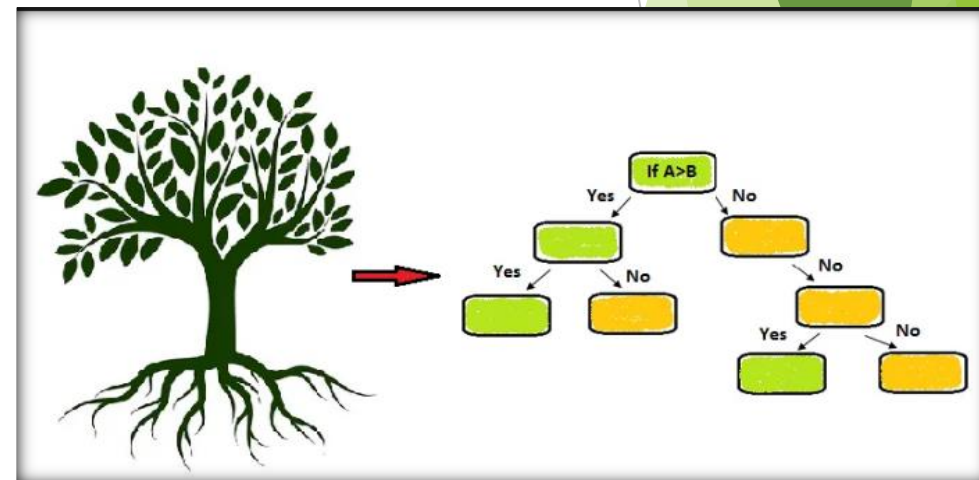 If A>B
Yes
No
Yes
No
No
Yes
No